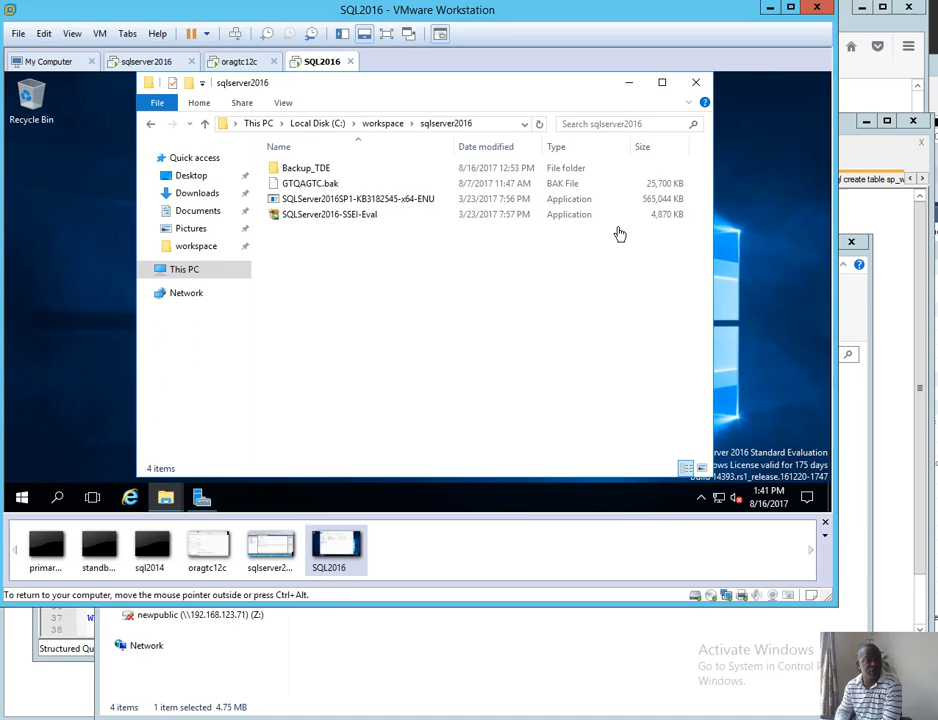 SQL2016 - VMware Workstation
File Edit View VM Tabs Help
My Computer sqlserver2016 oragtc12c SQL2016
Recycle Bin
sqlserver2016
File Home Share View
This PC Local Disk (C:) workspace sqlserver2016
Search sqlserver2016
Name Date modified Type Size
Quick access
Desktop
Downloads
Documents
Pictures
workspace
This PC
Network
Backup_TDE 8/16/2017 12:53 PM File folder
GTQAGTC.bak 8/7/2017 11:47 AM BAK File 25,700 KB
SQLServer2016SP1-KB3182545-x64-ENU 3/23/2017 7:56 PM Application 565,044 KB
SQLServer2016-SSEI-Eval 3/23/2017 7:57 PM Application 4,870 KB
4 items
rver 2016 Standard Evaluation
ows License valid for 175 days
Build 14393.rs1_release.161220-1747
1:41 PM
8/16/2017
primar... standb... sql2014 oragtc12c sqlserver2... SQL2016
To return to your computer, move the mouse pointer outside or press Ctrl+Alt.
create table sp_w
37 W
38
Structured Qu
newpublic (\\192.168.123.71) (Z:)
Network
4 items 1 item selected 4.75 MB
Activate Windows
Go to System in Control P
Windows.